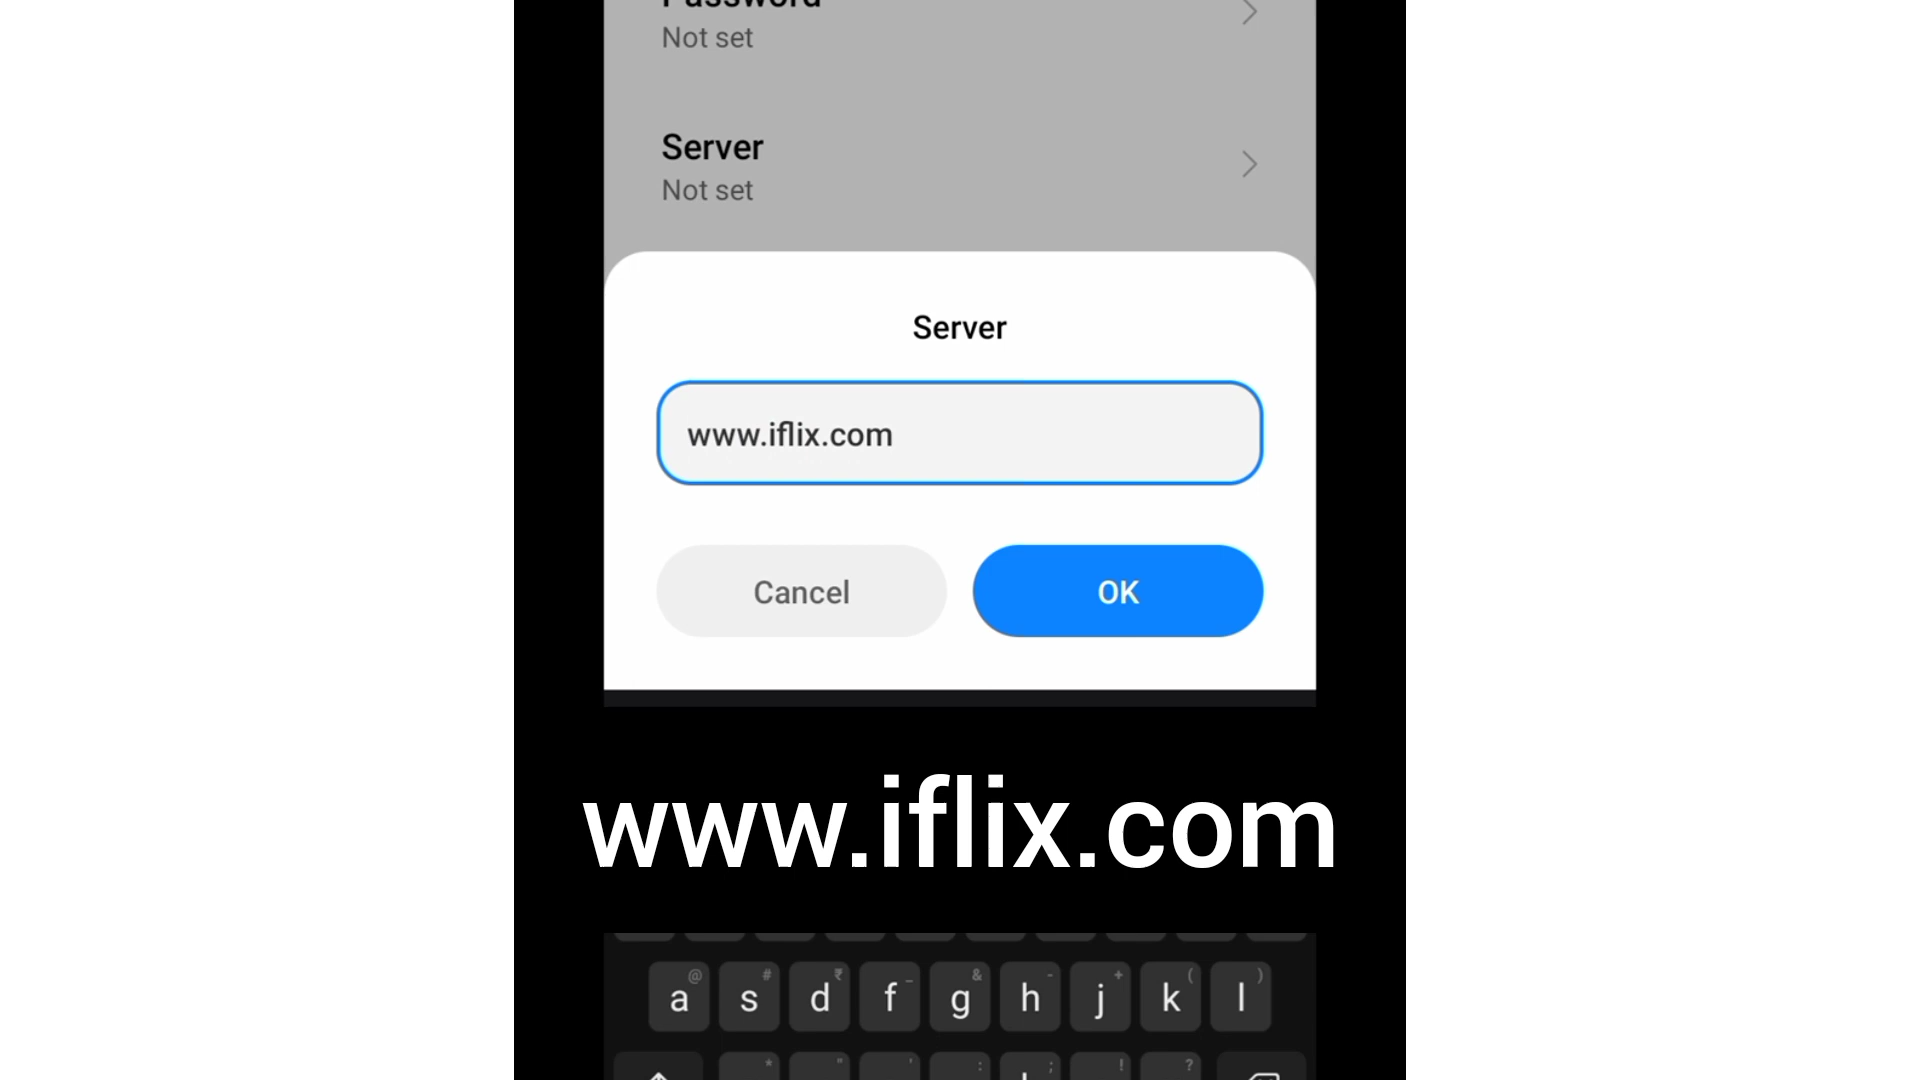 Password
Not set
Server
Not set
Server
www.iflix.com
Cancel
OK
www.iflix.com
@ # ₹ _ & - + ( )
a s d f g h j k l
* " ' : ; ! ?